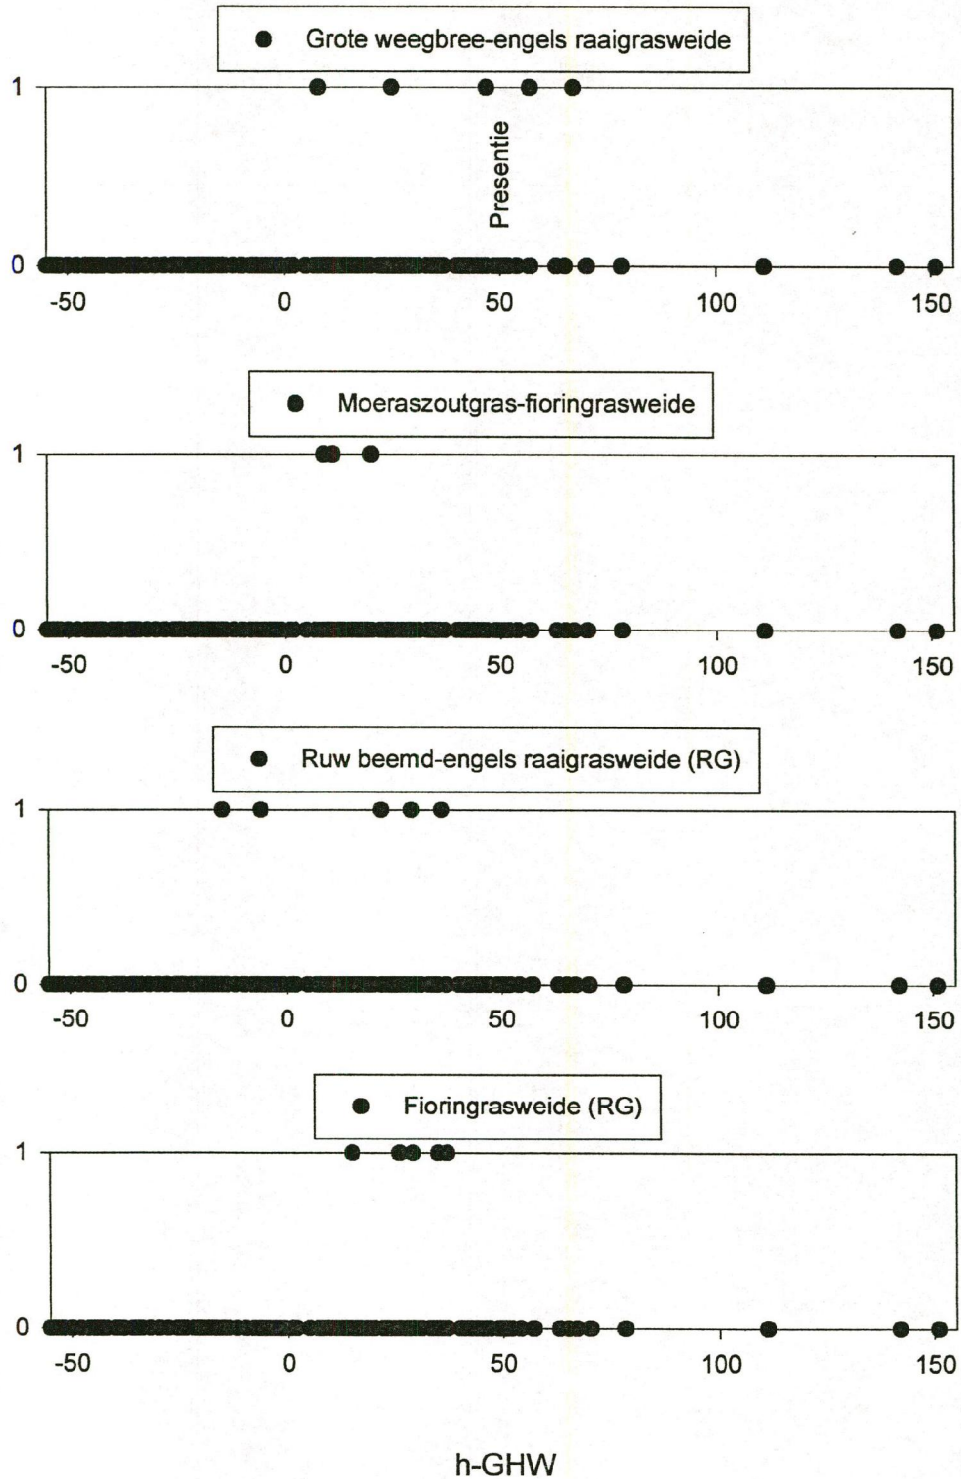 Grote weegbree-engels raaigrasweide
1
Presentie
0
-50 0 50 100 150
Moeraszoutgras-fioringrasweide
1
0
-50 0 50 100 150
Ruw beemd-engels raaigrasweide (RG)
1
0
-50 0 50 100 150
Fioringrasweide (RG)
1
0
-50 0 50 100 150
h-GHW